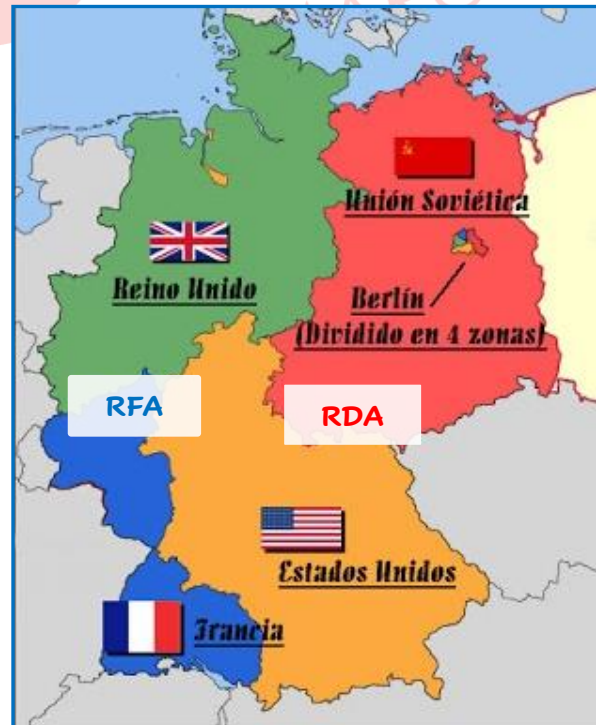 Unión Soviética
Reino Unido
Berlín
(Dividido en 4 zonas)
RFA
RDA
Estados Unidos
Francia